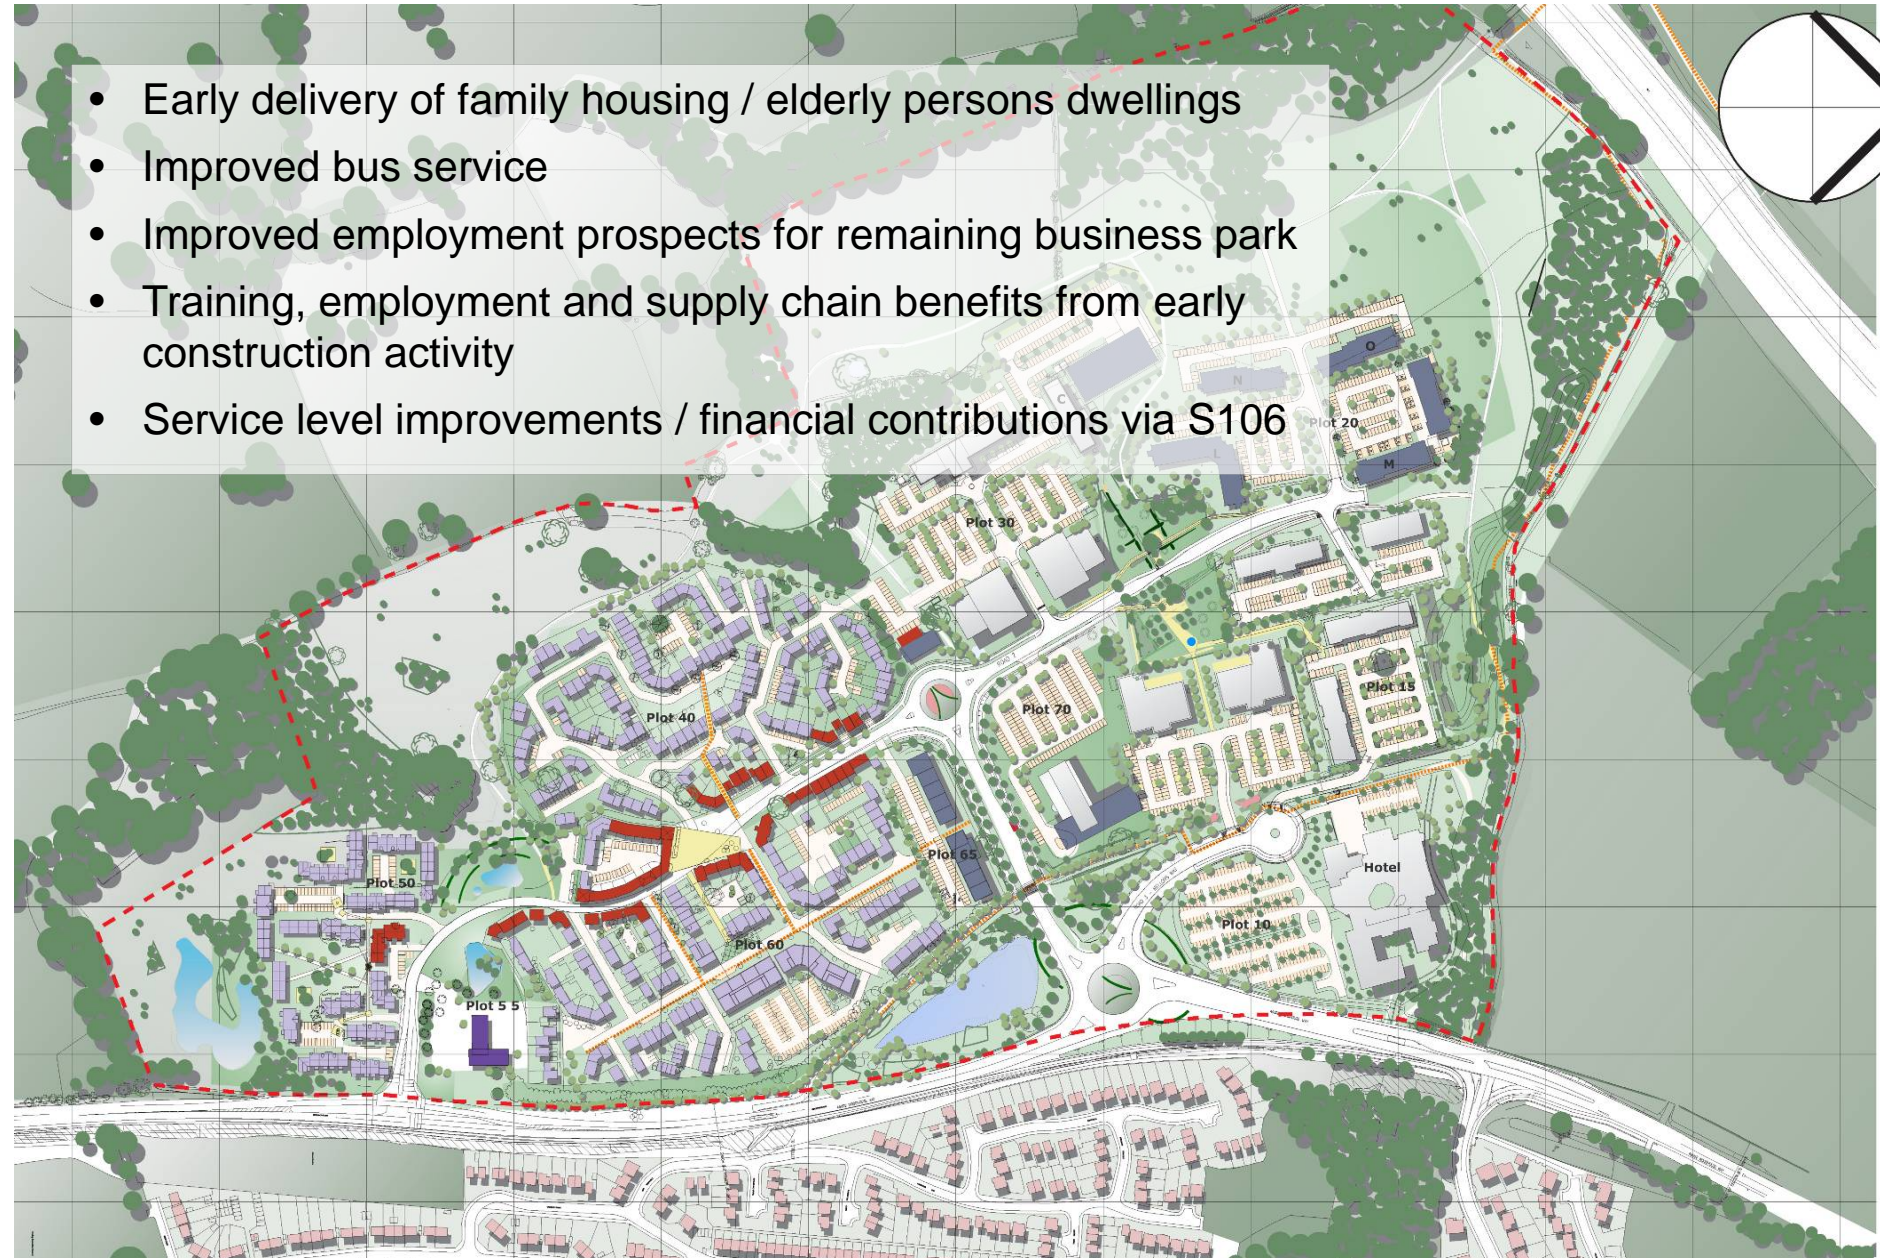 • Early delivery of family housing / elderly persons dwellings
• Improved bus service
• Improved employment prospects for remaining business park
• Training, employment and supply chain benefits from early
construction activity
• Service level improvements / financial contributions via S106
O
N
C
Plot 20
L
M
Plot 30
Plot 15
Plot 40
Plot 70
Plot 65
Hotel
Plot 50
Plot 10
Plot 60
Plot 5 5